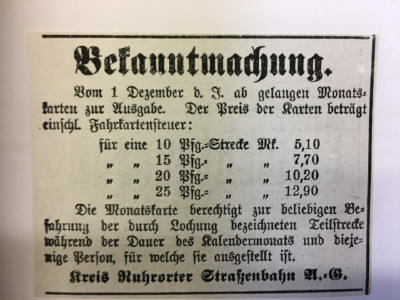 Bekanntmachung.
Vom 1 Dezember d. J. ab gelangen Monats-
karten zur Ausgabe. Der Preis der Karten beträgt
einschl. Fahrkartensteuer:
für eine 10 Pfg.-Strecke Mk. 5,10
„ „ 15 Pfg.- „ „ 7,70
„ „ 20 Pfg.- „ „ 10,20
„ „ 25 Pfg.- „ „ 12,90
Die Monatskarte berechtigt zur beliebigen Be-
fahrung der durch Lochung bezeichneten Teilstrecke
während der Dauer des Kalendermonats und dieje-
nige Person, für welche sie ausgestellt ist.
Kreis Ruhrorter Straßenbahn A.-G.